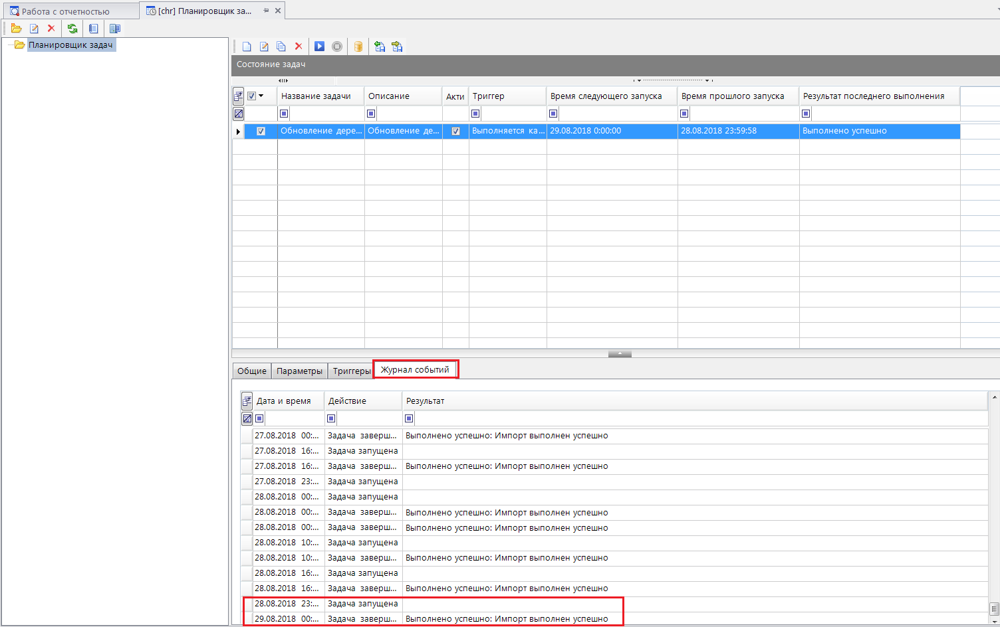 Работа с отчетностью
[chr] Планировщик за...
Планировщик задач
Состояние задач
Название задачи Описание Акти Триггер Время следующего запуска Время прошлого запуска Результат последнего выполнения
Обновление дере... Обновление де... Выполняется ка... 29.08.2018 0:00:00 28.08.2018 23:59:58 Выполнено успешно
Общие Параметры Триггеры Журнал событий
Дата и время Действие Результат
27.08.2018 00:... Задача заверш... Выполнено успешно: Импорт выполнен успешно
27.08.2018 16:... Задача запущена
27.08.2018 16:... Задача заверш... Выполнено успешно: Импорт выполнен успешно
27.08.2018 23:... Задача запущена
28.08.2018 00:... Задача запущена
28.08.2018 00:... Задача заверш... Выполнено успешно: Импорт выполнен успешно
28.08.2018 00:... Задача заверш... Выполнено успешно: Импорт выполнен успешно
28.08.2018 10:... Задача запущена
28.08.2018 10:... Задача заверш... Выполнено успешно: Импорт выполнен успешно
28.08.2018 16:... Задача запущена
28.08.2018 16:... Задача заверш... Выполнено успешно: Импорт выполнен успешно
28.08.2018 23:... Задача запущена
29.08.2018 00:... Задача заверш... Выполнено успешно: Импорт выполнен успешно